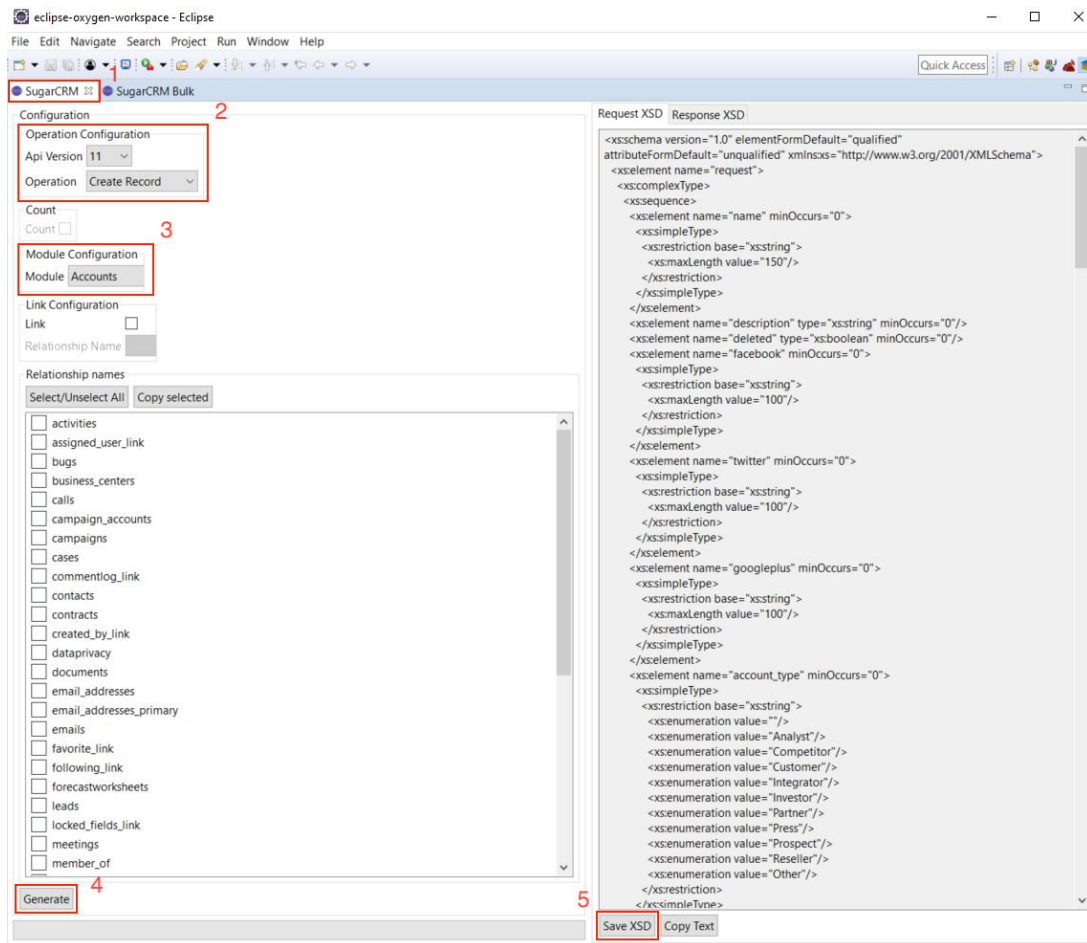 eclipse-oxygen-workspace - Eclipse
File Edit Navigate Search Project Run Window Help
Quick Access
1
SugarCRM SugarCRM Bulk
2
Configuration
Operation Configuration
Api Version 11
Operation Create Record
Count
Count
3
Module Configuration
Module Accounts
Link Configuration
Link
Relationship Name
Relationship names
Select/Unselect All Copy selected
activities
assigned_user_link
bugs
business_centers
calls
campaign_accounts
campaigns
cases
commentlog_link
contacts
contracts
created_by_link
dataprivacy
documents
email_addresses
email_addresses_primary
emails
favorite_link
following_link
forecastworksheets
leads
locked_fields_link
meetings
member_of
4
Generate
Request XSD Response XSD
<xs:schema version="1.0" elementFormDefault="qualified"
attributeFormDefault="unqualified" xmlns:xs="http://www.w3.org/2001/XMLSchema">
<xs:element name="request">
<xs:complexType>
<xs:sequence>
<xs:element name="name" minOccurs="0">
<xs:simpleType>
<xs:restriction base="xs:string">
<xs:maxLength value="150"/>
</xs:restriction>
</xs:simpleType>
</xs:element>
<xs:element name="description" type="xs:string" minOccurs="0"/>
<xs:element name="deleted" type="xs:boolean" minOccurs="0"/>
<xs:element name="facebook" minOccurs="0">
<xs:simpleType>
<xs:restriction base="xs:string">
<xs:maxLength value="100"/>
</xs:restriction>
</xs:simpleType>
</xs:element>
<xs:element name="twitter" minOccurs="0">
<xs:simpleType>
<xs:restriction base="xs:string">
<xs:maxLength value="100"/>
</xs:restriction>
</xs:simpleType>
</xs:element>
<xs:element name="googleplus" minOccurs="0">
<xs:simpleType>
<xs:restriction base="xs:string">
<xs:maxLength value="100"/>
</xs:restriction>
</xs:simpleType>
</xs:element>
<xs:element name="account_type" minOccurs="0">
<xs:simpleType>
<xs:restriction base="xs:string">
<xs:enumeration value=""/>
<xs:enumeration value="Analyst"/>
<xs:enumeration value="Competitor"/>
<xs:enumeration value="Customer"/>
<xs:enumeration value="Integrator"/>
<xs:enumeration value="Investor"/>
<xs:enumeration value="Partner"/>
<xs:enumeration value="Press"/>
<xs:enumeration value="Prospect"/>
<xs:enumeration value="Reseller"/>
<xs:enumeration value="Other"/>
</xs:restriction>
</xs:simpleType>
5
Save XSD Copy Text